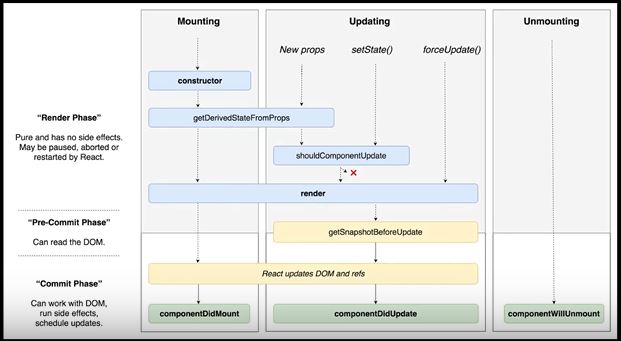 Mounting
Updating
Unmounting
New props
setState()
forceUpdate()
constructor
getDerivedStateFromProps
shouldComponentUpdate
render
getSnapshotBeforeUpdate
React updates DOM and refs
componentDidMount
componentDidUpdate
componentWillUnmount
“Render Phase”
Pure and has no side effects.
May be paused, aborted or
restarted by React.
“Pre-Commit Phase”
Can read the DOM.
“Commit Phase”
Can work with DOM,
run side effects,
schedule updates.